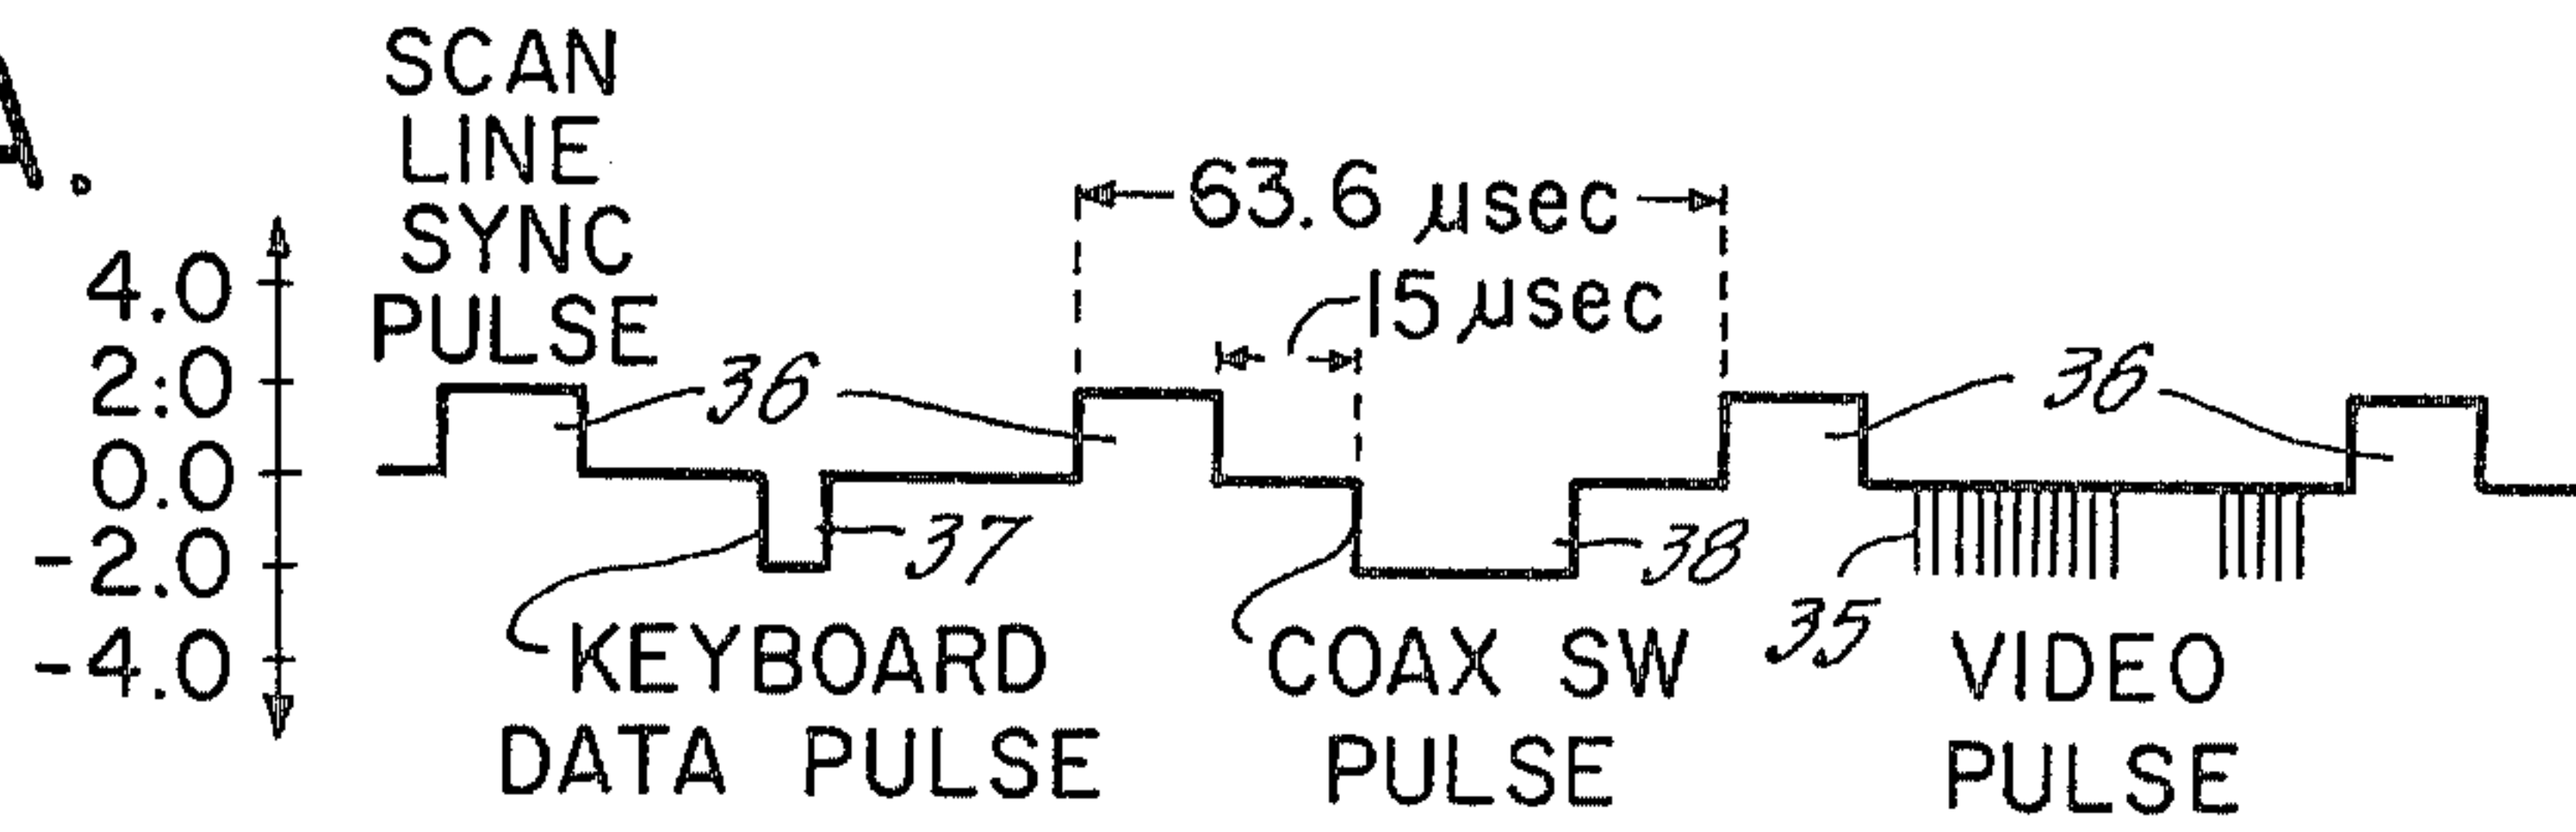 A.
SCAN
LINE
SYNC
PULSE
63.6 µsec
15 µsec
4.0
2:0
0.0
-2.0
-4.0
36
36
37
38
35
KEYBOARD
DATA PULSE
COAX SW
PULSE
VIDEO
PULSE